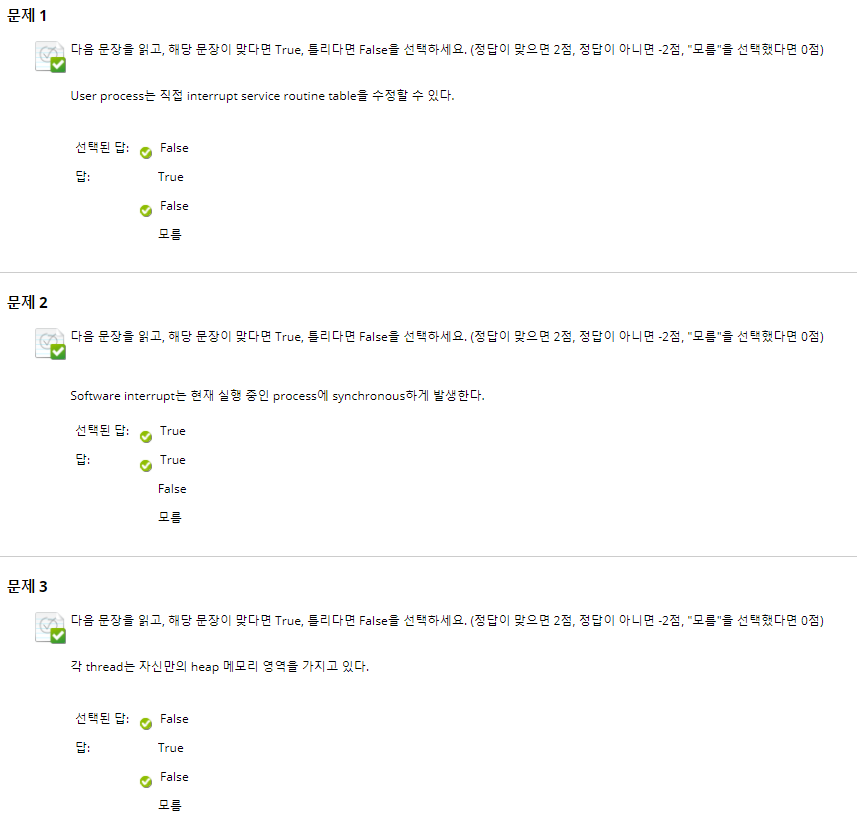 문제 1
다음 문장을 읽고, 해당 문장이 맞다면 True, 틀리다면 False을 선택하세요. (정답이 맞으면 2점, 정답이 아니면 -2점, "모름"을 선택했다면 0점)
User process는 직접 interrupt service routine table을 수정할 수 있다.
선택된 답: False
답: True
False
모름
문제 2
다음 문장을 읽고, 해당 문장이 맞다면 True, 틀리다면 False을 선택하세요. (정답이 맞으면 2점, 정답이 아니면 -2점, "모름"을 선택했다면 0점)
Software interrupt는 현재 실행 중인 process에 synchronous하게 발생한다.
선택된 답: True
답: True
False
모름
문제 3
다음 문장을 읽고, 해당 문장이 맞다면 True, 틀리다면 False을 선택하세요. (정답이 맞으면 2점, 정답이 아니면 -2점, "모름"을 선택했다면 0점)
각 thread는 자신만의 heap 메모리 영역을 가지고 있다.
선택된 답: False
답: True
False
모름